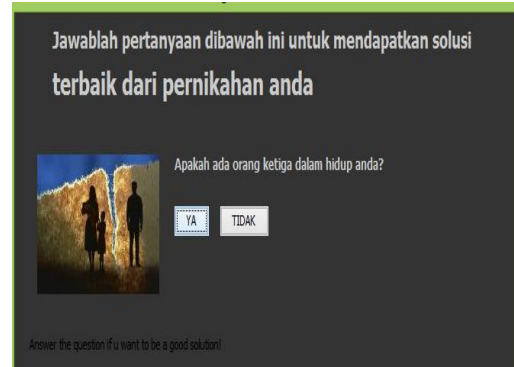 Jawablah pertanyaan dibawah ini untuk mendapatkan solusi
terbaik dari pernikahan anda
Apakah ada orang ketiga dalam hidup anda?
YA TIDAK
Answer the question if u want to be a good solution!